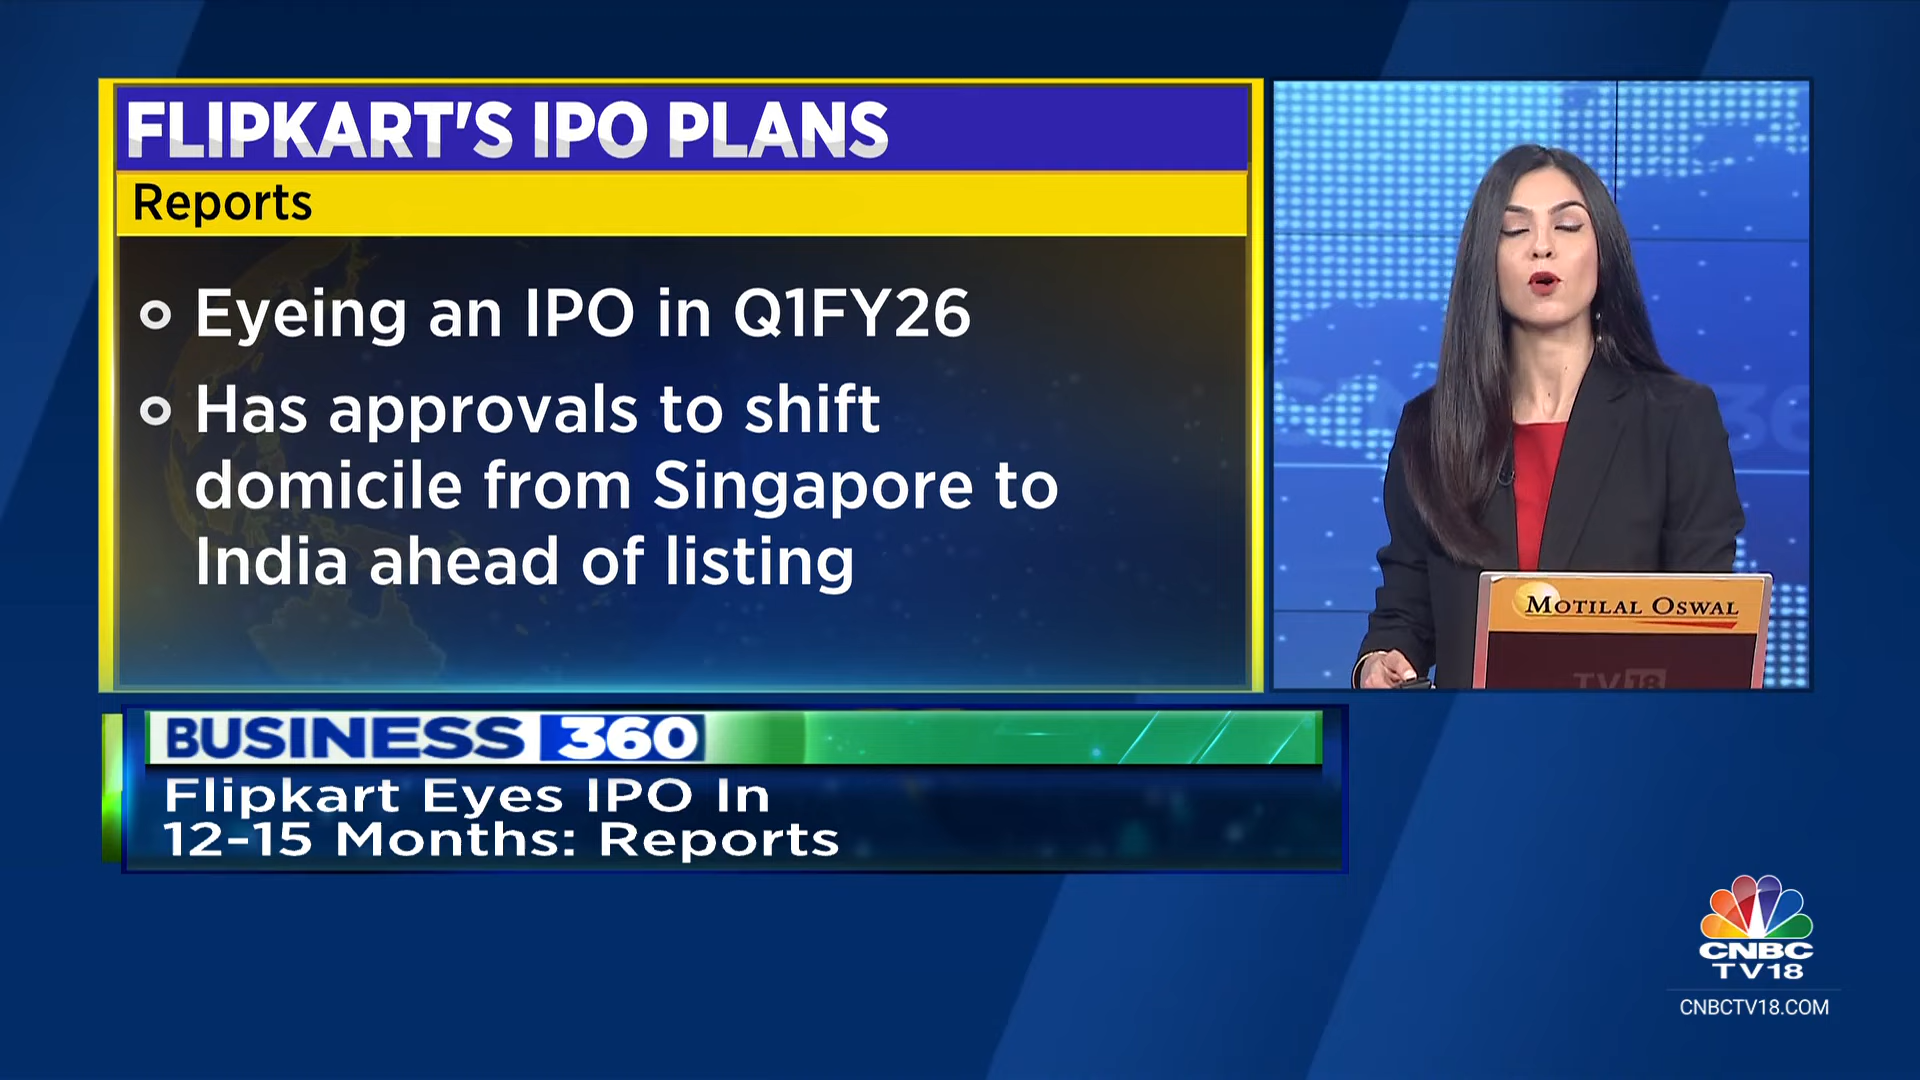 FLIPKART'S IPO PLANS
Reports
Eyeing an IPO in Q1FY26
Has approvals to shift
domicile from Singapore to
India ahead of listing
MOTILAL OSWAL
TV18
BUSINESS 360
Flipkart Eyes IPO In
12-15 Months: Reports
CNBC
TV18
CNBCTV18.COM